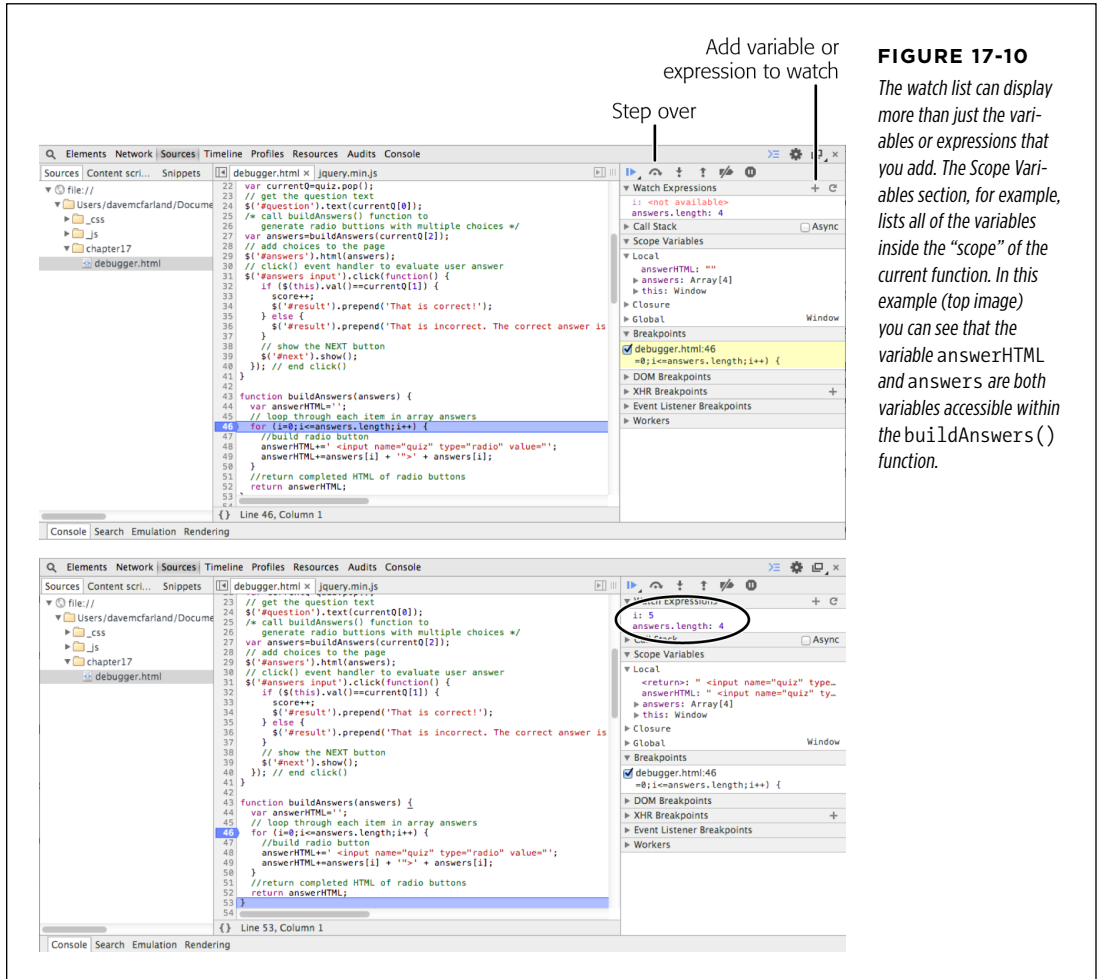 Add variable or
expression to watch
Step over
FIGURE 17-10
The watch list can display
more than just the vari-
ables or expressions that
you add. The Scope Vari-
ables section, for example,
lists all of the variables
inside the “scope” of the
current function. In this
example (top image)
you can see that the
variable answerHTML
and answers are both
variables accessible within
the buildAnswers()
function.
Elements Network Sources Timeline Profiles Resources Audits Console
Sources Content scri... Snippets
debugger.html × jquery.min.js
file://
Users/davemcfarland/Docume
_css
_js
chapter17
debugger.html
22 var currentQ=quiz.pop();
23 // get the question text
24 $('#question').text(currentQ[0]);
25 /* call buildAnswers() function to
26 generate radio buttions with multiple choices */
27 var answers=buildAnswers(currentQ[2]);
28 // add choices to the page
29 $('#answers').html(answers);
30 // click() event handler to evaluate user answer
31 $('#answers input').click(function() {
32 if ($(this).val()==currentQ[1]) {
33 score++;
34 $('#result').prepend('That is correct!');
35 } else {
36 $('#result').prepend('That is incorrect. The correct answer is
37 }
38 // show the NEXT button
39 $('#next').show();
40 }); // end click()
41 }
42
43 function buildAnswers(answers) {
44 var answerHTML='';
45 // loop through each item in array answers
46 for (i=0;i<=answers.length;i++) {
47 //build radio button
48 answerHTML+=' <input name="quiz" type="radio" value="';
49 answerHTML+=answers[i] + '">' + answers[i];
50 }
51 //return completed HTML of radio buttons
52 return answerHTML;
53
{} Line 46, Column 1
Watch Expressions
i: <not available>
answers.length: 4
Call Stack Async
Scope Variables
Local
answerHTML: ""
answers: Array[4]
this: Window
Closure
Global Window
Breakpoints
debugger.html:46
=0;i<=answers.length;i++) {
DOM Breakpoints
XHR Breakpoints
Event Listener Breakpoints
Workers
Console Search Emulation Rendering
Elements Network Sources Timeline Profiles Resources Audits Console
Sources Content scri... Snippets
debugger.html × jquery.min.js
file://
Users/davemcfarland/Docume
_css
_js
chapter17
debugger.html
23 // get the question text
24 $('#question').text(currentQ[0]);
25 /* call buildAnswers() function to
26 generate radio buttions with multiple choices */
27 var answers=buildAnswers(currentQ[2]);
28 // add choices to the page
29 $('#answers').html(answers);
30 // click() event handler to evaluate user answer
31 $('#answers input').click(function() {
32 if ($(this).val()==currentQ[1]) {
33 score++;
34 $('#result').prepend('That is correct!');
35 } else {
36 $('#result').prepend('That is incorrect. The correct answer is
37 }
38 // show the NEXT button
39 $('#next').show();
40 }); // end click()
41 }
42
43 function buildAnswers(answers) {
44 var answerHTML='';
45 // loop through each item in array answers
46 for (i=0;i<=answers.length;i++) {
47 //build radio button
48 answerHTML+=' <input name="quiz" type="radio" value="';
49 answerHTML+=answers[i] + '">' + answers[i];
50 }
51 //return completed HTML of radio buttons
52 return answerHTML;
53 }
54
{} Line 53, Column 1
Watch Expressions
i: 5
answers.length: 4
Call Stack Async
Scope Variables
Local
<return>: " <input name="quiz" type…
answerHTML: " <input name="quiz" ty…
answers: Array[4]
this: Window
Closure
Global Window
Breakpoints
debugger.html:46
=0;i<=answers.length;i++) {
DOM Breakpoints
XHR Breakpoints
Event Listener Breakpoints
Workers
Console Search Emulation Rendering